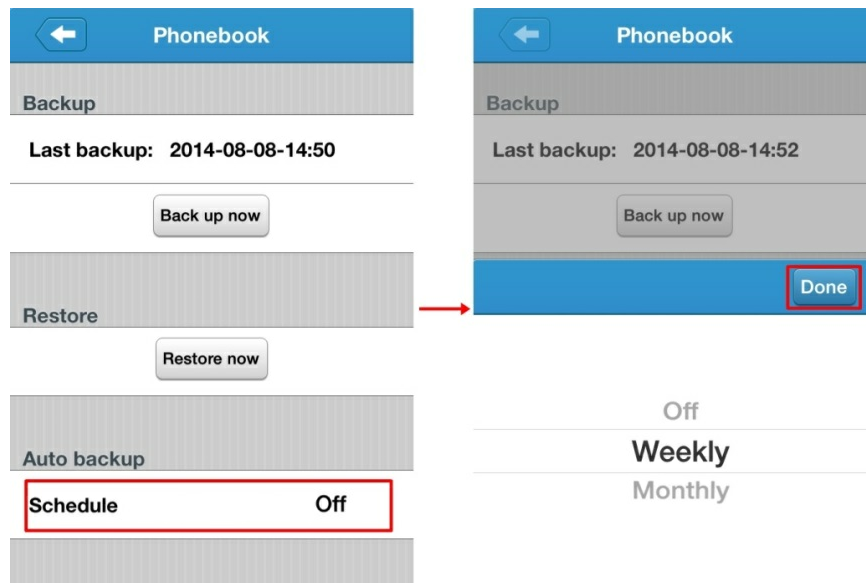 Phonebook
Backup
Last backup: 2014-08-08-14:50
Back up now
Restore
Restore now
Auto backup
Schedule Off
Phonebook
Backup
Last backup: 2014-08-08-14:52
Back up now
Done
Off
Weekly
Monthly